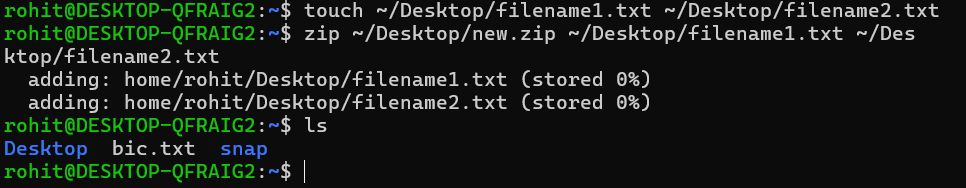 rohit@DESKTOP-QFRAIG2:~$ touch ~/Desktop/filename1.txt ~/Desktop/filename2.txt
rohit@DESKTOP-QFRAIG2:~$ zip ~/Desktop/new.zip ~/Desktop/filename1.txt ~/Des
ktop/filename2.txt
  adding: home/rohit/Desktop/filename1.txt (stored 0%)
  adding: home/rohit/Desktop/filename2.txt (stored 0%)
rohit@DESKTOP-QFRAIG2:~$ ls
Desktop  bic.txt  snap
rohit@DESKTOP-QFRAIG2:~$